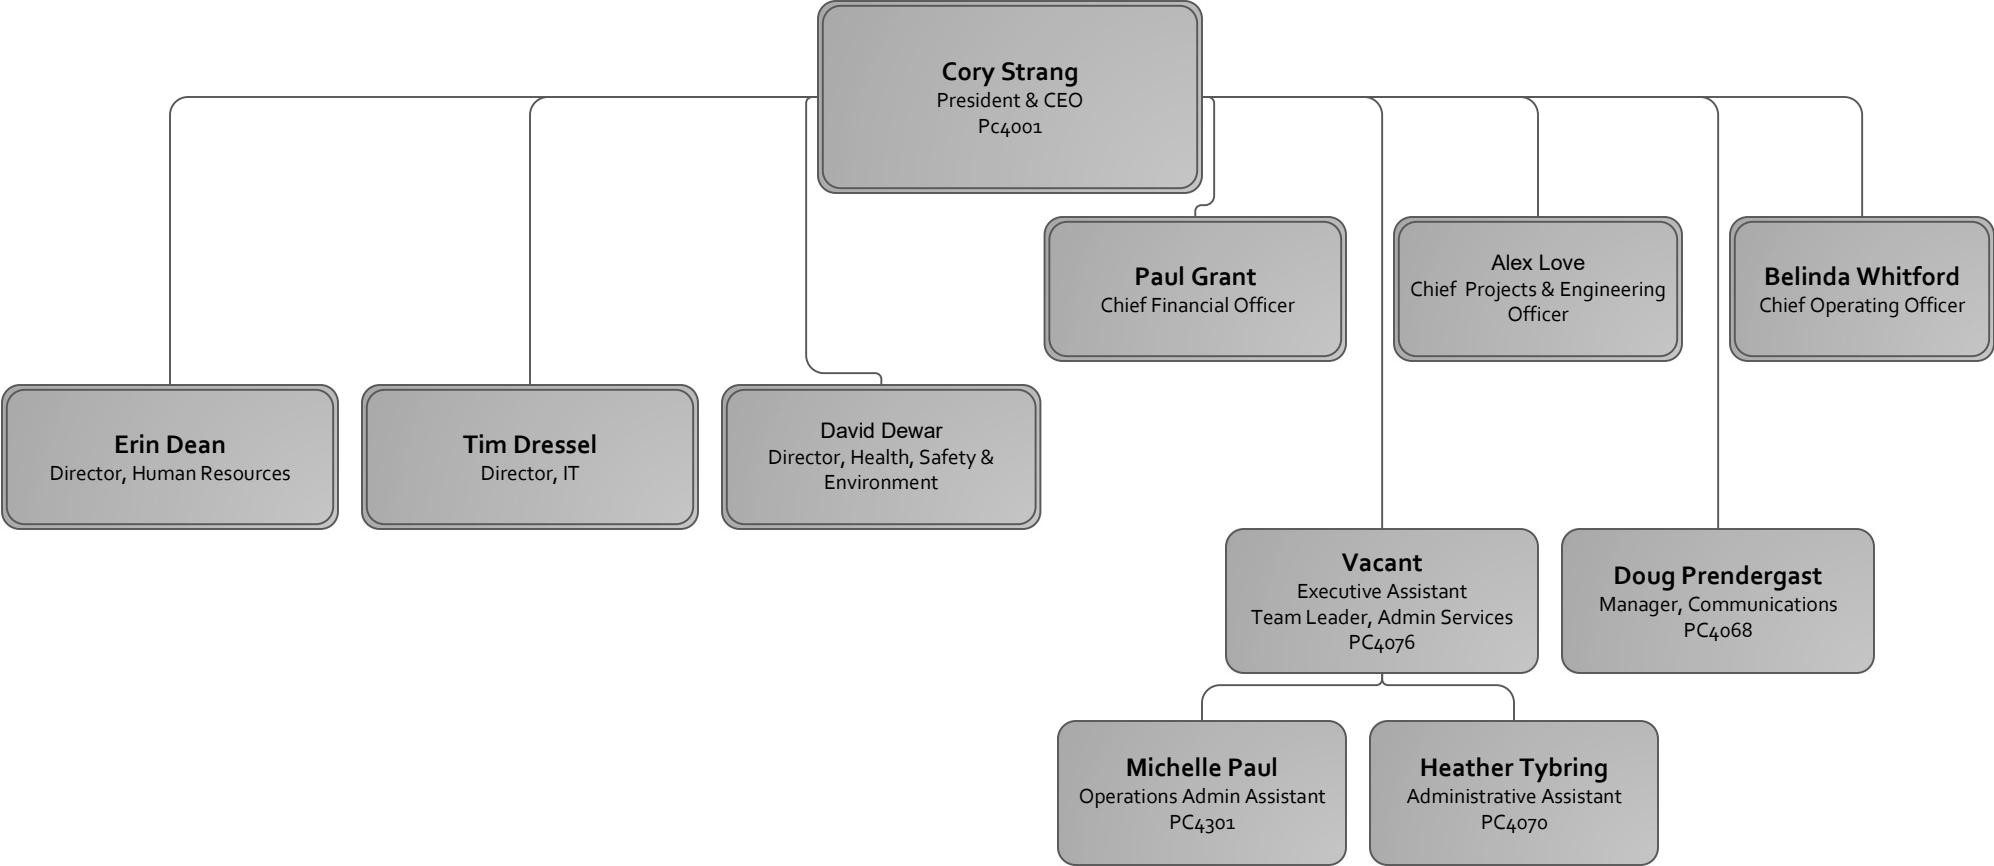 Cory Strang
President & CEO
Pc4001
Paul Grant
Chief Financial Officer
Alex Love
Chief  Projects & Engineering
Officer
Belinda Whitford
Chief Operating Officer
Erin Dean
Director, Human Resources
Tim Dressel
Director, IT
David Dewar
Director, Health, Safety &
Environment
Vacant
Executive Assistant
Team Leader, Admin Services
PC4076
Doug Prendergast
Manager, Communications
PC4068
Michelle Paul
Operations Admin Assistant
PC4301
Heather Tybring
Administrative Assistant
PC4070